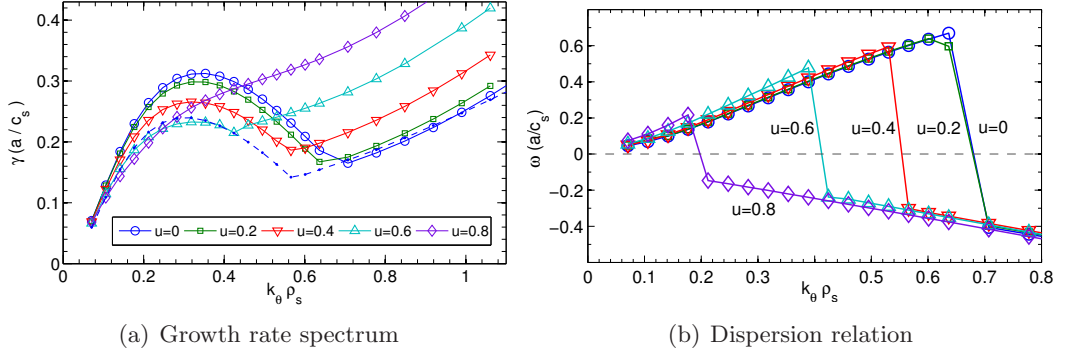 0.4
0.3
0.2
0.1
0
γ (a / c_s)
u=0 u=0.2 u=0.4 u=0.6 u=0.8
0 0.2 0.4 0.6 0.8 1
k_θ ρ_s
(a) Growth rate spectrum
0.6
0.4
0.2
0
−0.2
−0.4
ω (a/c_s)
u=0.6 u=0.4 u=0.2 u=0
u=0.8
0 0.1 0.2 0.3 0.4 0.5 0.6 0.7 0.8
k_θ ρ_s
(b) Dispersion relation